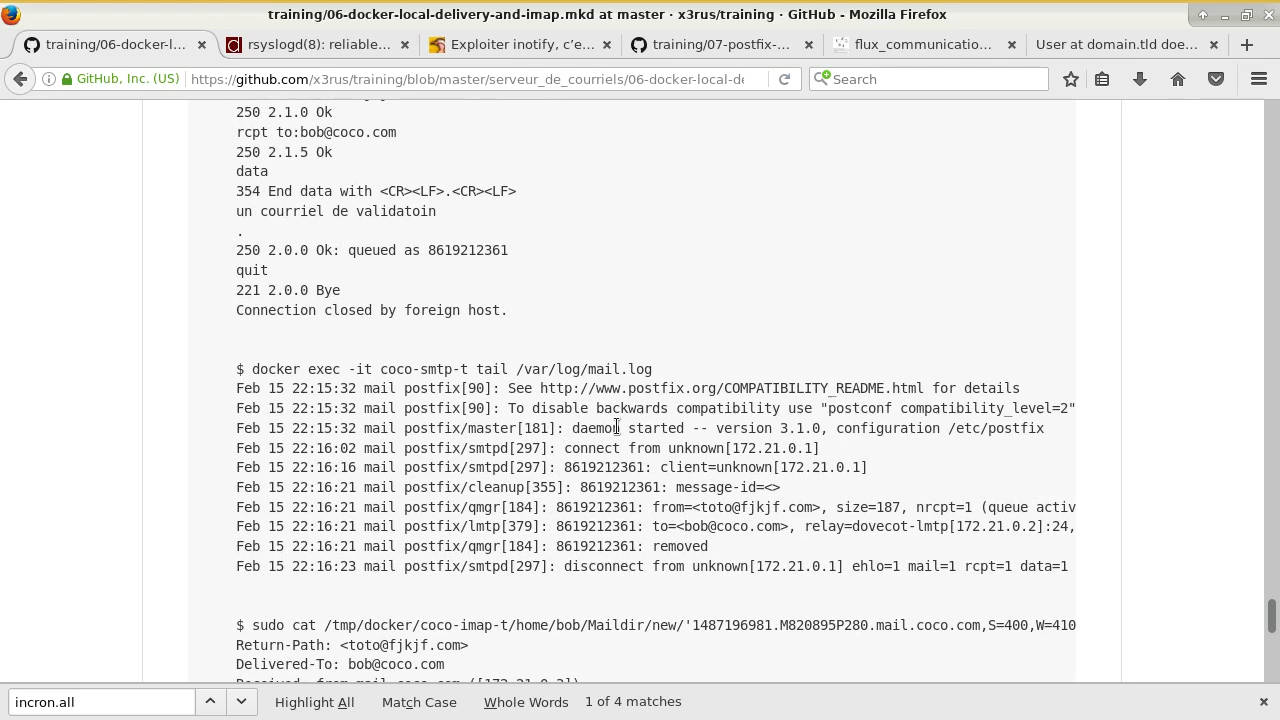 training/06-docker-local-delivery-and-imap.mkd at master · x3rus/training · GitHub - Mozilla Firefox
training/06-docker-l... rsyslogd(8): reliable... Exploiter inotify, c'e... training/07-postfix-... flux_communicatio... User at domain.tld doe...
GitHub, Inc. (US) https://github.com/x3rus/training/blob/master/serveur_de_courriels/06-docker-local-de Search
250 2.1.0 Ok
rcpt to:bob@coco.com
250 2.1.5 Ok
data
354 End data with <CR><LF>.<CR><LF>
un courriel de validatoin
.
250 2.0.0 Ok: queued as 8619212361
quit
221 2.0.0 Bye
Connection closed by foreign host.
$ docker exec -it coco-smtp-t tail /var/log/mail.log
Feb 15 22:15:32 mail postfix[90]: See http://www.postfix.org/COMPATIBILITY_README.html for details
Feb 15 22:15:32 mail postfix[90]: To disable backwards compatibility use "postconf compatibility_level=2"
Feb 15 22:15:32 mail postfix/master[181]: daemon started -- version 3.1.0, configuration /etc/postfix
Feb 15 22:16:02 mail postfix/smtpd[297]: connect from unknown[172.21.0.1]
Feb 15 22:16:16 mail postfix/smtpd[297]: 8619212361: client=unknown[172.21.0.1]
Feb 15 22:16:21 mail postfix/cleanup[355]: 8619212361: message-id=<>
Feb 15 22:16:21 mail postfix/qmgr[184]: 8619212361: from=<toto@fjkjf.com>, size=187, nrcpt=1 (queue activ
Feb 15 22:16:21 mail postfix/lmtp[379]: 8619212361: to=<bob@coco.com>, relay=dovecot-lmtp[172.21.0.2]:24,
Feb 15 22:16:21 mail postfix/qmgr[184]: 8619212361: removed
Feb 15 22:16:23 mail postfix/smtpd[297]: disconnect from unknown[172.21.0.1] ehlo=1 mail=1 rcpt=1 data=1
$ sudo cat /tmp/docker/coco-imap-t/home/bob/Maildir/new/'1487196981.M820895P280.mail.coco.com,S=400,W=410
Return-Path: <toto@fjkjf.com>
Delivered-To: bob@coco.com
incron.all Highlight All Match Case Whole Words 1 of 4 matches